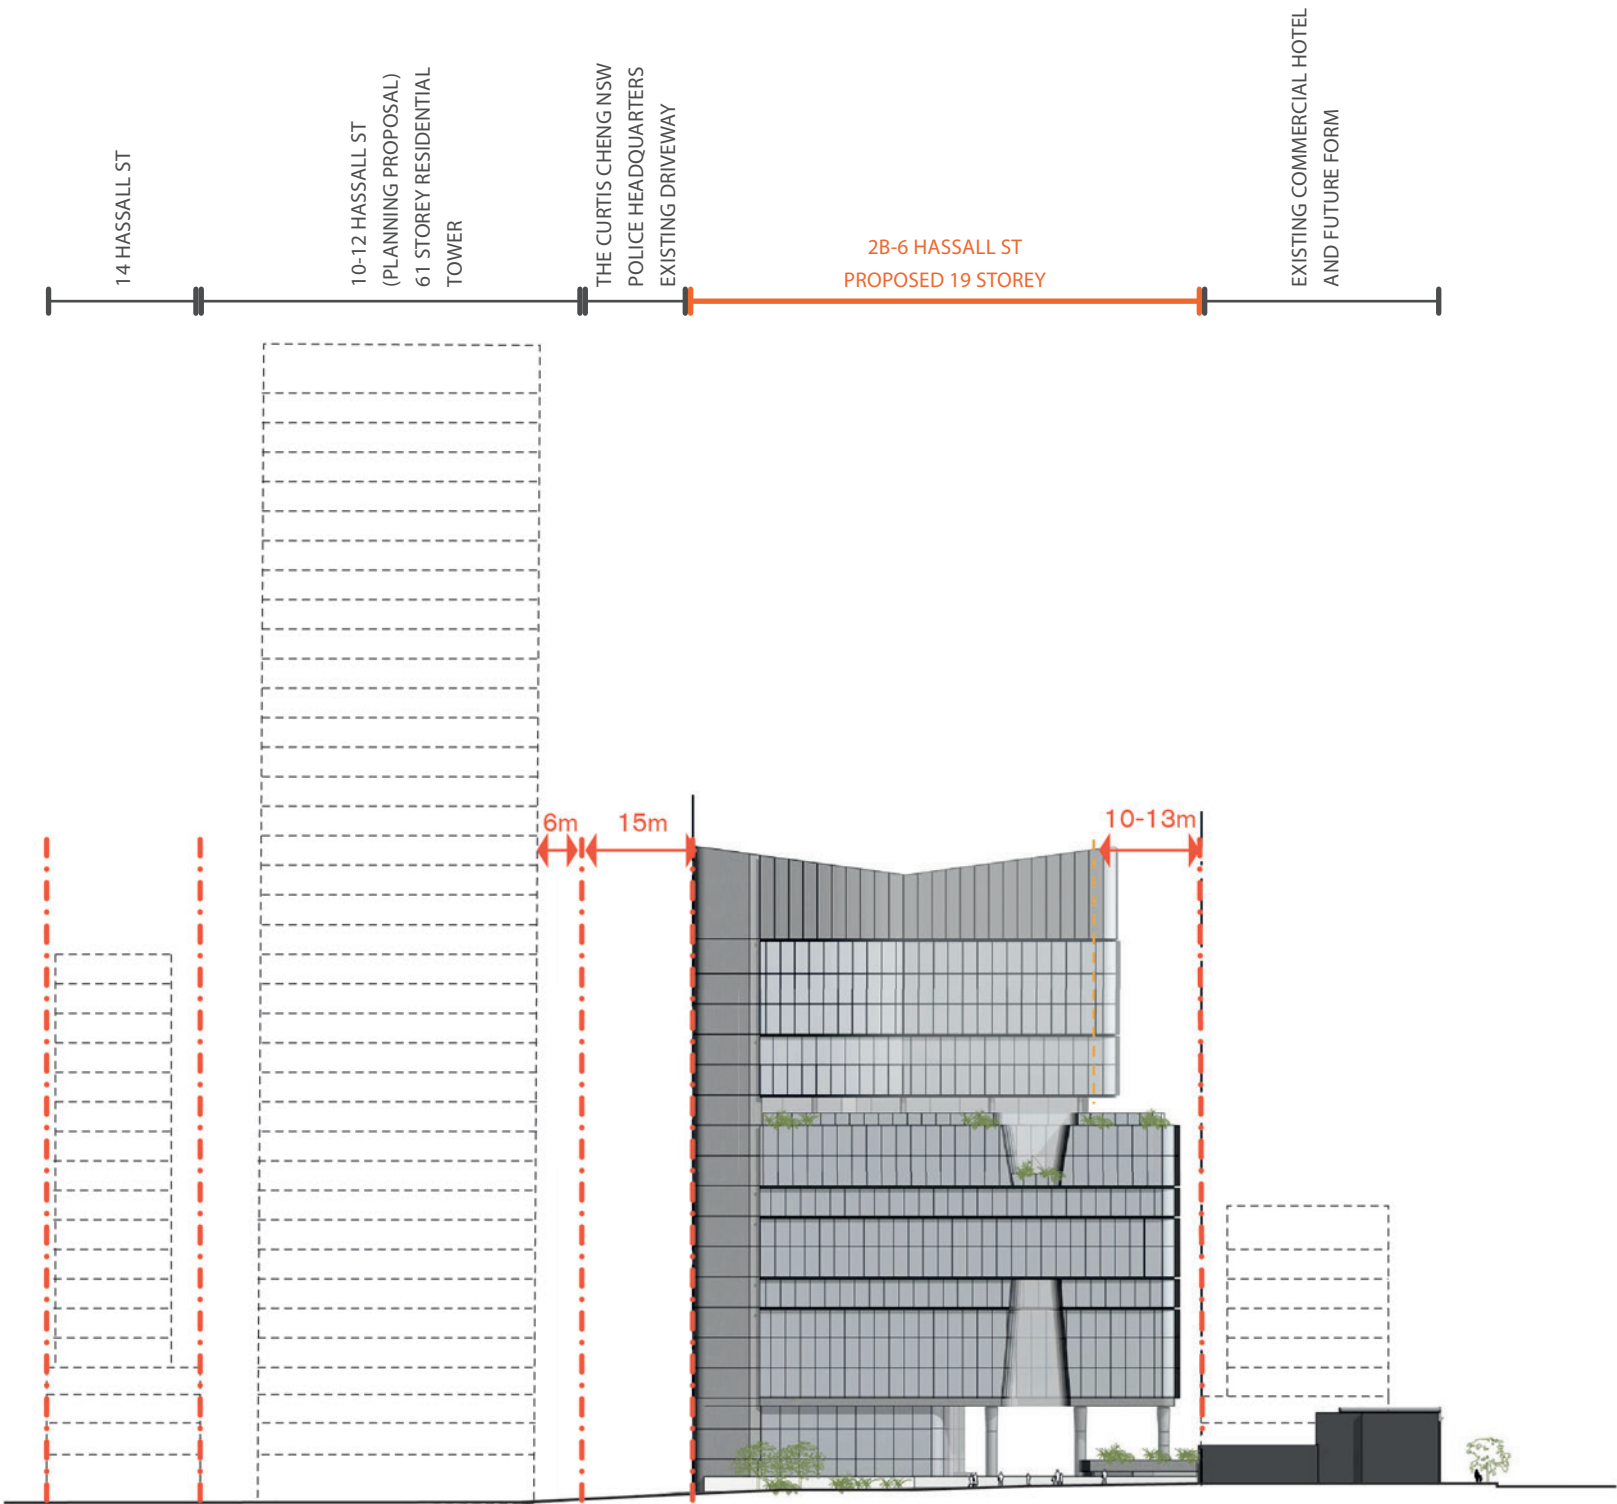 14 HASSALL ST
10-12 HASSALL ST
(PLANNING PROPOSAL)
61 STOREY RESIDENTIAL
TOWER
THE CURTIS CHENG NSW
POLICE HEADQUARTERS
EXISTING DRIVEWAY
2B-6 HASSALL ST
PROPOSED 19 STOREY
EXISTING COMMERCIAL HOTEL
AND FUTURE FORM
6m
15m
10-13m